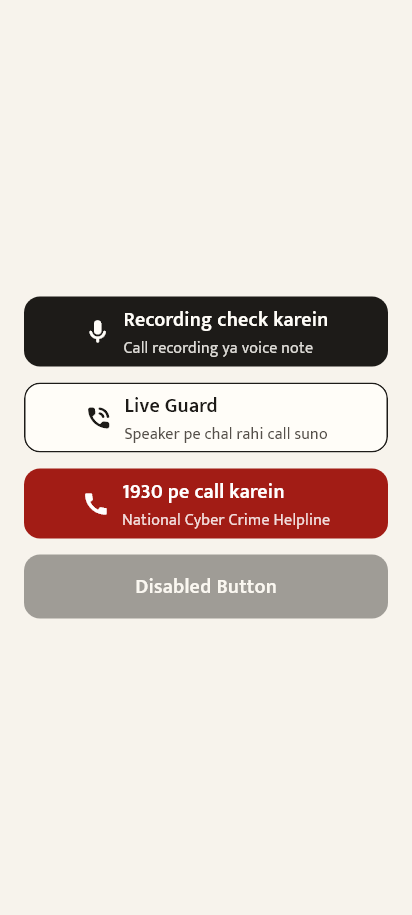 Recording check karein
Call recording ya voice note
Live Guard
Speaker pe chal rahi call suno
1930 pe call karein
National Cyber Crime Helpline
Disabled Button